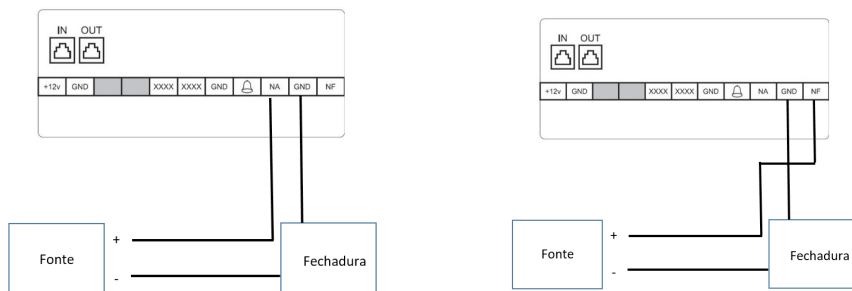 IN OUT
+12v GND XXXX XXXX GND NA GND NF
+
Fonte
Fechadura
-
IN OUT
+12v GND XXXX XXXX GND NA GND NF
+
Fonte
Fechadura
-